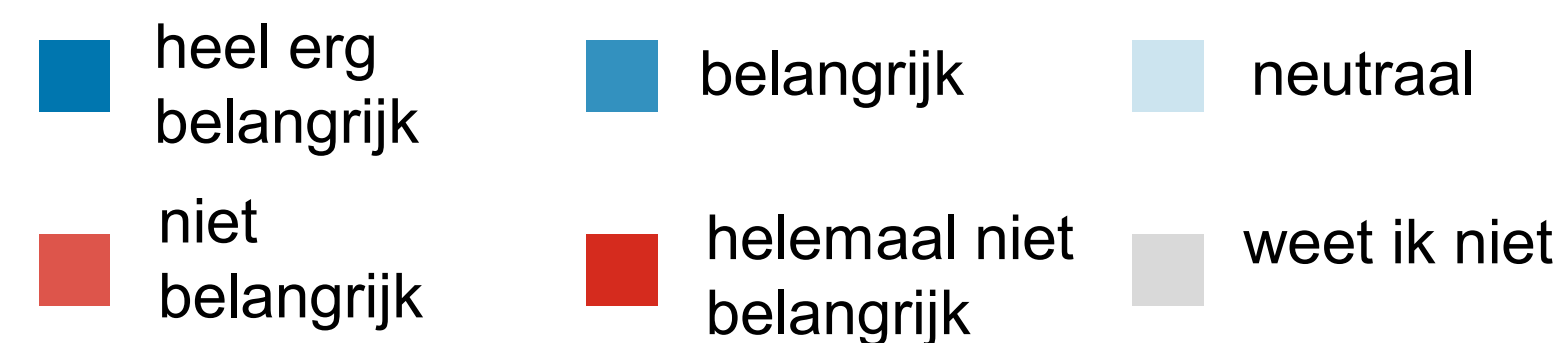 heel erg
belangrijk
belangrijk
neutraal
niet
belangrijk
helemaal niet
belangrijk
weet ik niet